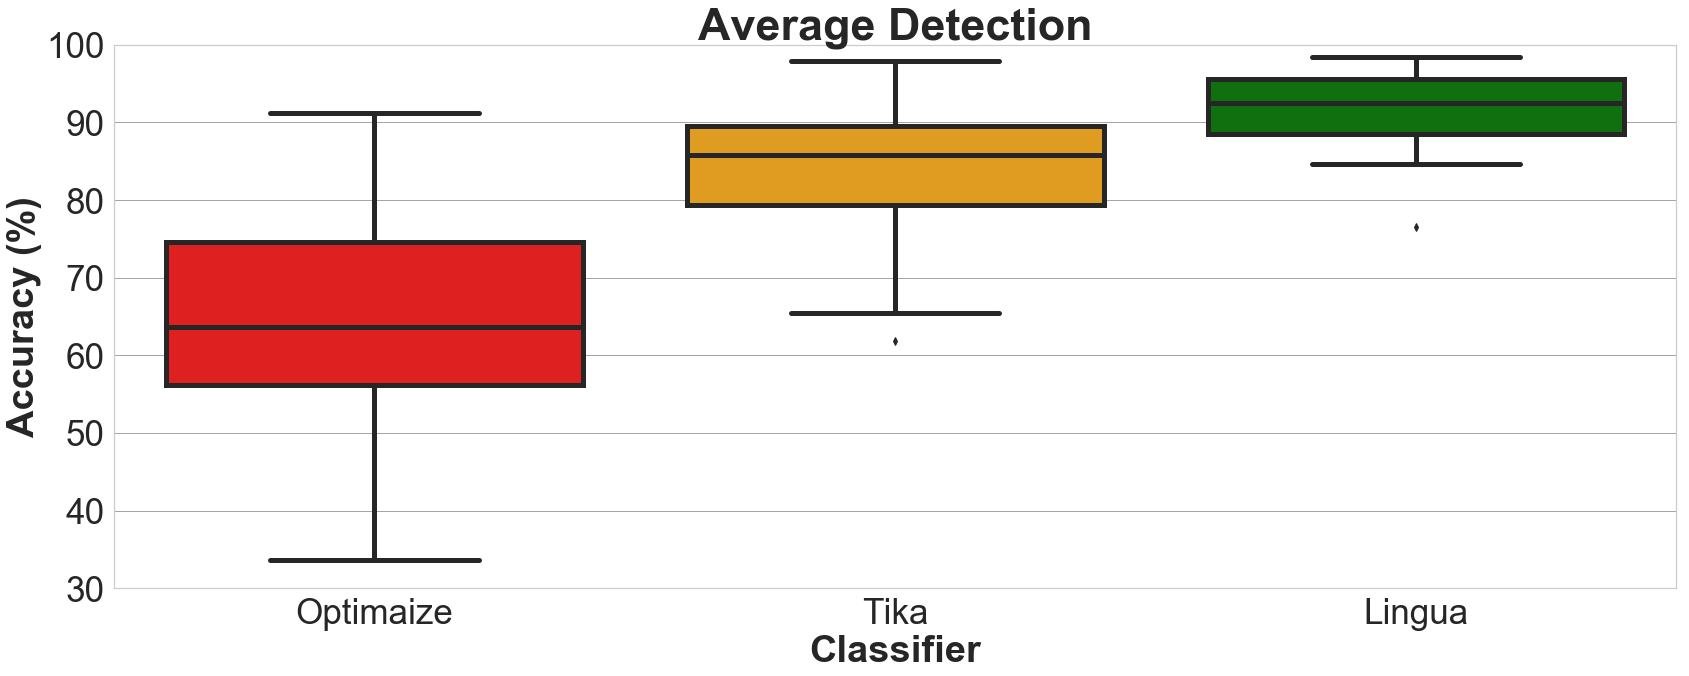 Average Detection
Accuracy (%)
100
90
80
70
60
50
40
30
Optimaize
Tika
Lingua
Classifier